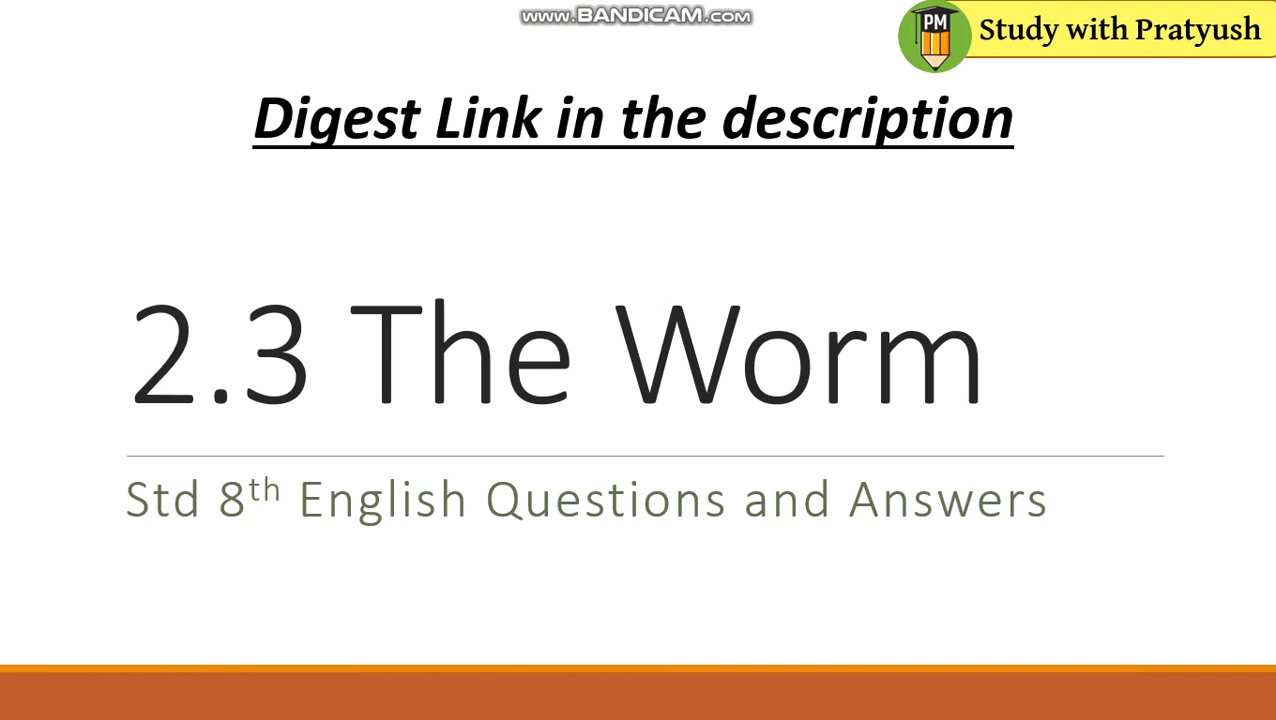 www.BANDICAM.com
PM
Study with Pratyush
Digest Link in the description
2.3 The Worm
Std 8th English Questions and Answers